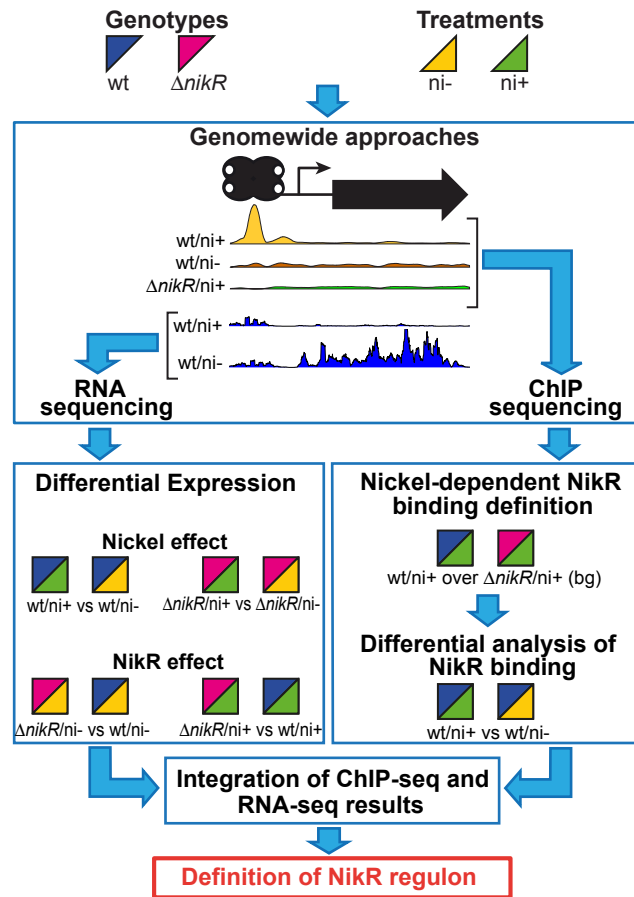 Genotypes
Treatments
wt
ΔnikR
ni-
ni+
Genomewide approaches
wt/ni+
wt/ni-
ΔnikR/ni+
wt/ni+
wt/ni-
RNA
sequencing
ChIP
sequencing
Differential Expression
Nickel effect
wt/ni+ vs wt/ni-
ΔnikR/ni+ vs ΔnikR/ni-
NikR effect
ΔnikR/ni- vs wt/ni-
ΔnikR/ni+ vs wt/ni+
Nickel-dependent NikR
binding definition
wt/ni+ over ΔnikR/ni+ (bg)
Differential analysis of
NikR binding
wt/ni+ vs wt/ni-
Integration of ChIP-seq and
RNA-seq results
Definition of NikR regulon